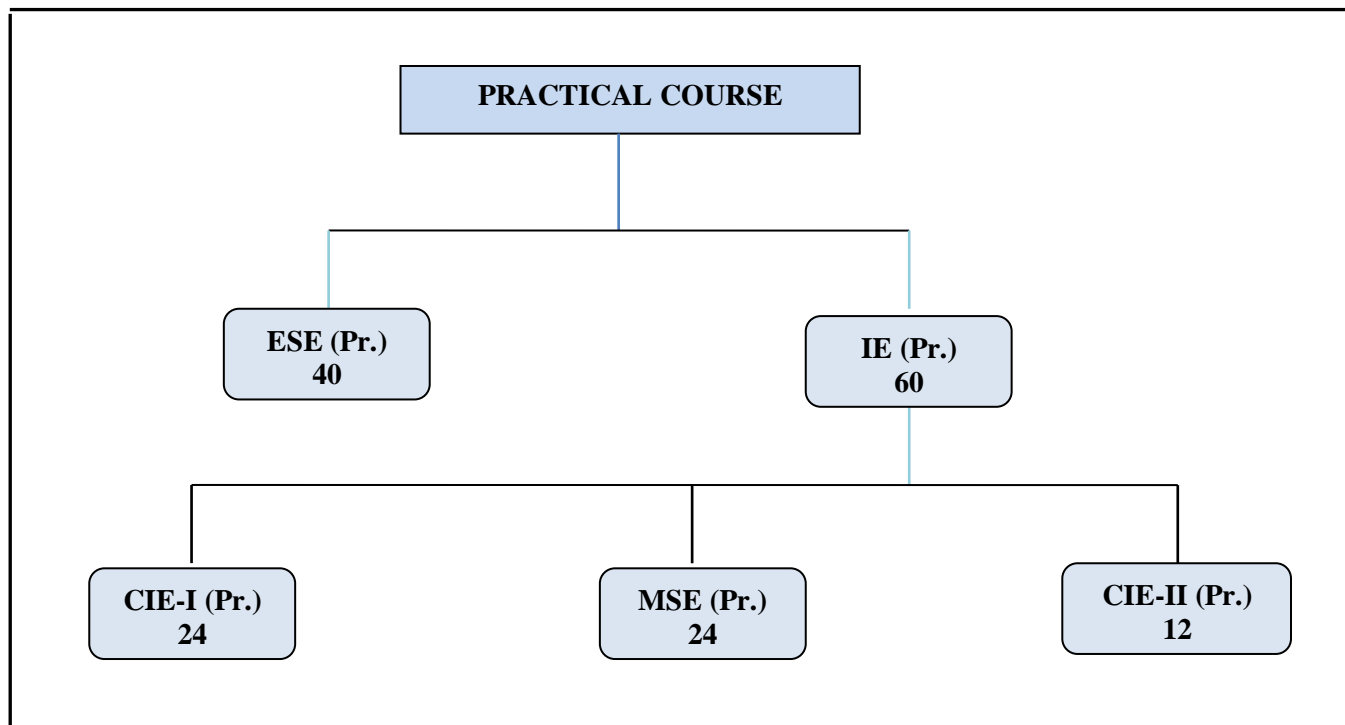 PRACTICAL COURSE
ESE (Pr.)
40
IE (Pr.)
60
CIE-I (Pr.)
24
MSE (Pr.)
24
CIE-II (Pr.)
12